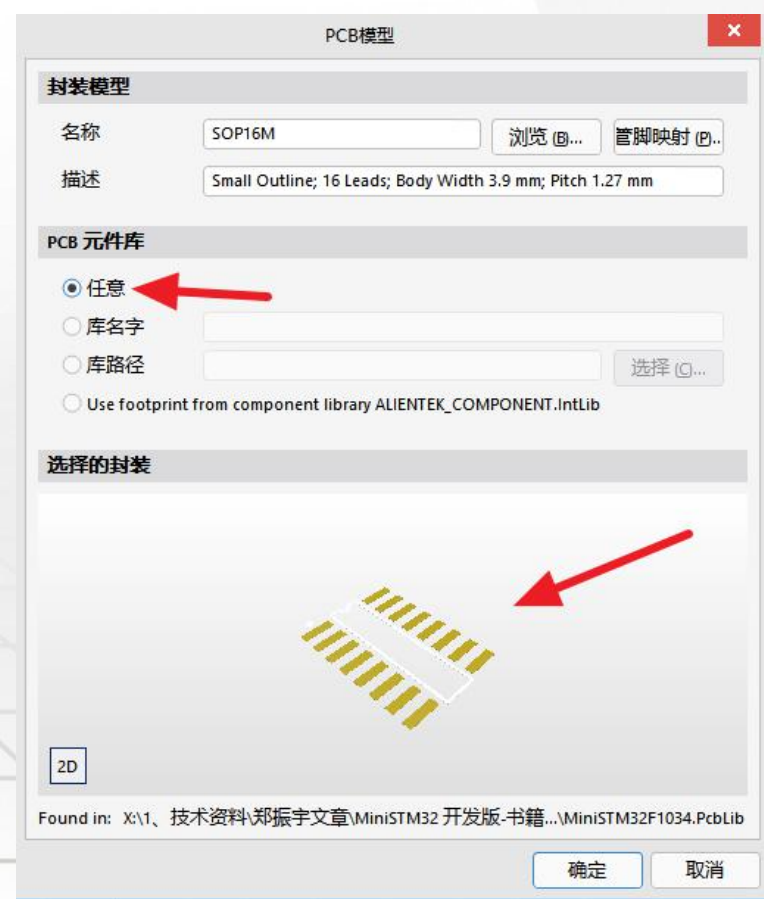 PCB模型
封装模型
名称 SOP16M 浏览 (B)... 管脚映射 (P)..
描述 Small Outline; 16 Leads; Body Width 3.9 mm; Pitch 1.27 mm
PCB 元件库
任意
库名字
库路径 选择 (C)...
Use footprint from component library ALIENTEK_COMPONENT.IntLib
选择的封装
2D
Found in: X:\1、技术资料\郑振宇文章\MiniSTM32 开发版-书籍...\MiniSTM32F1034.PcbLib
确定 取消